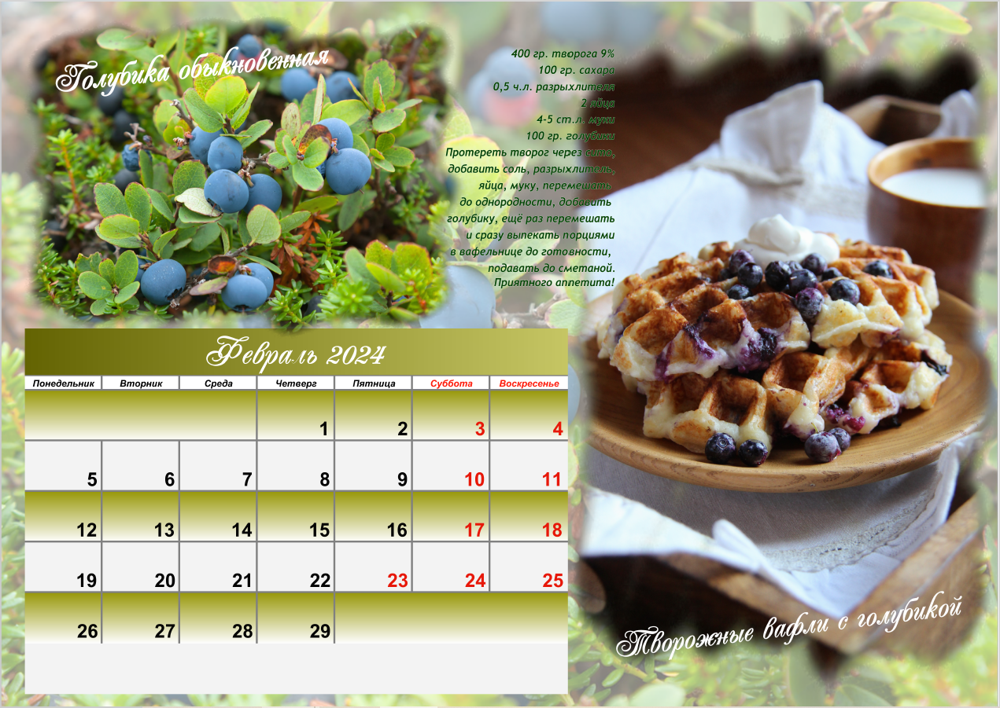 Голубика обыкновенная
400 гр. творога 9%
100 гр. сахара
0,5 ч.л. разрыхлителя
2 яйца
4-5 ст.л. муки
100 гр. голубики
Протереть творог через сито,
добавить соль, разрыхлитель,
яйца, муку, перемешать
до однородности, добавить
голубику, ещё раз перемешать
и сразу выпекать порциями
в вафельнице до готовности,
подавать до сметаной.
Приятного аппетита!
Февраль 2024
Понедельник Вторник Среда Четверг Пятница Суббота Воскресенье
1 2 3 4
5 6 7 8 9 10 11
12 13 14 15 16 17 18
19 20 21 22 23 24 25
26 27 28 29
Творожные вафли с голубикой